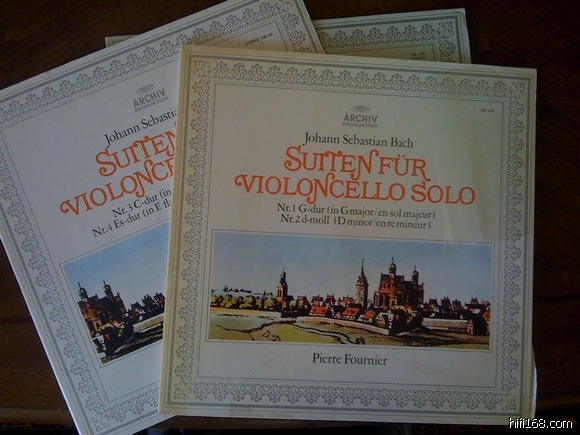 ARCHIV
PRODUKTION
Johann Sebastian Bach
SUITEN FÜR
VIOLONCELLO SOLO
Nr.1 G-dur (in G major/en sol majeur)
Nr.2 d-moll (D minor/en re mineur)
Pierre Fournier
ARCHIV
PRODUKTION
Johann Sebastian
SUITEN
VIOLONCE
Nr.3 C-dur (in
Nr.4 Es-dur (in E fla
hifi168.com